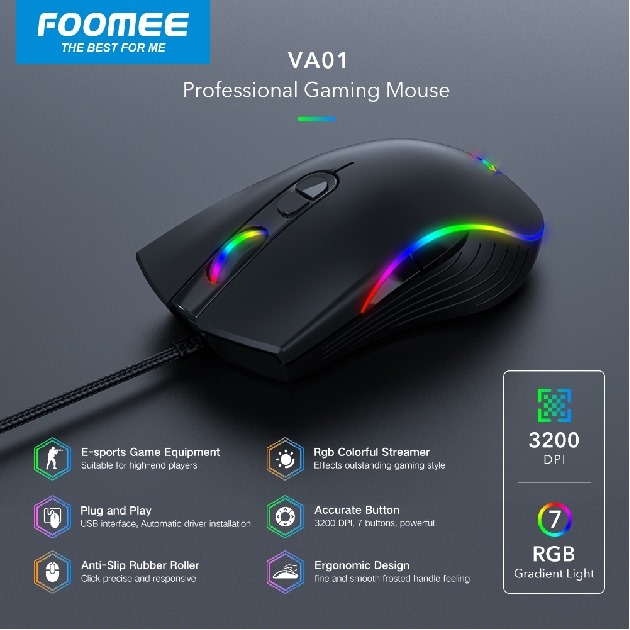 FOOMEE
THE BEST FOR ME
VA01
Professional Gaming Mouse
E-sports Game Equipment
Suitable for high-end players
Rgb Colorful Streamer
Effects outstanding gaming style
Plug and Play
USB interface, Automatic driver installation
Accurate Button
3200 DPI, 7 buttons, powerful
Anti-Slip Rubber Roller
Click precise and responsive
Ergonomic Design
fine and smooth frosted handle feeling
3200
DPI
7
RGB
Gradient Light